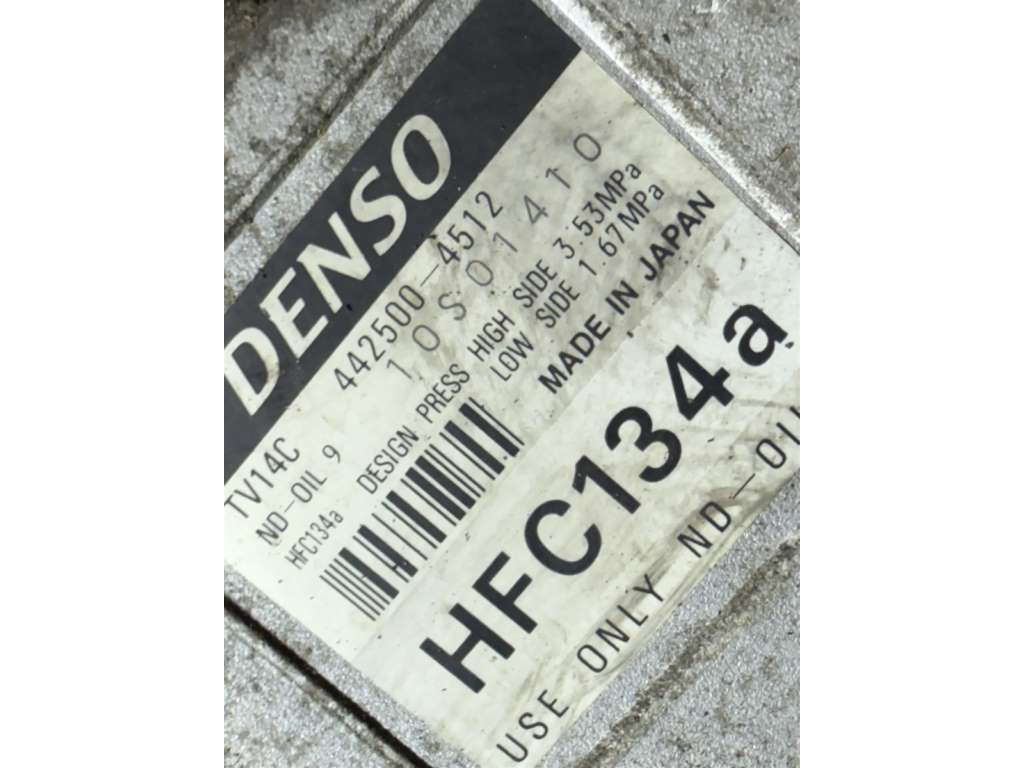 DENSO
TV14C 442500-4512
ND-OIL 9 10S01410
HFC134a DESIGN PRESS HIGH SIDE 3.53MPa
LOW SIDE 1.67MPa
MADE IN JAPAN
HFC134a
USE ONLY ND-OIL